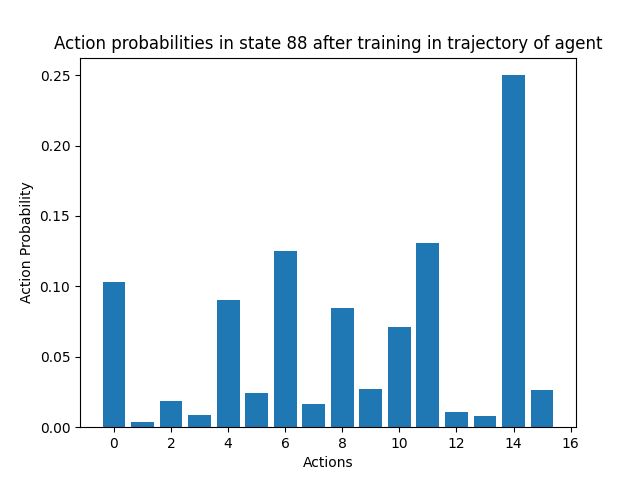 Action probabilities in state 88 after training in trajectory of agent
0.25
0.20
0.15
0.10
0.05
0.00
Action Probability
0 2 4 6 8 10 12 14 16
Actions